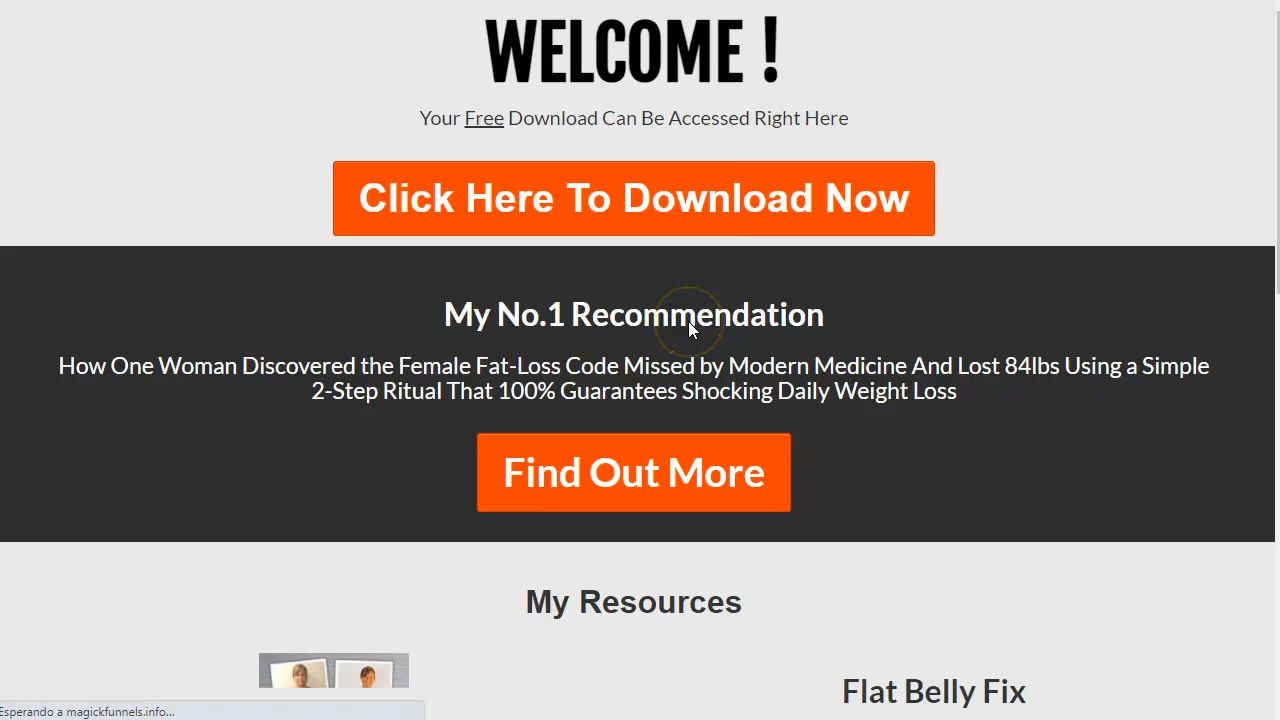 WELCOME !
Your Free Download Can Be Accessed Right Here
Click Here To Download Now
My No.1 Recommendation
How One Woman Discovered the Female Fat-Loss Code Missed by Modern Medicine And Lost 84lbs Using a Simple
2-Step Ritual That 100% Guarantees Shocking Daily Weight Loss
Find Out More
My Resources
Flat Belly Fix
Esperando a magickfunnels.info...